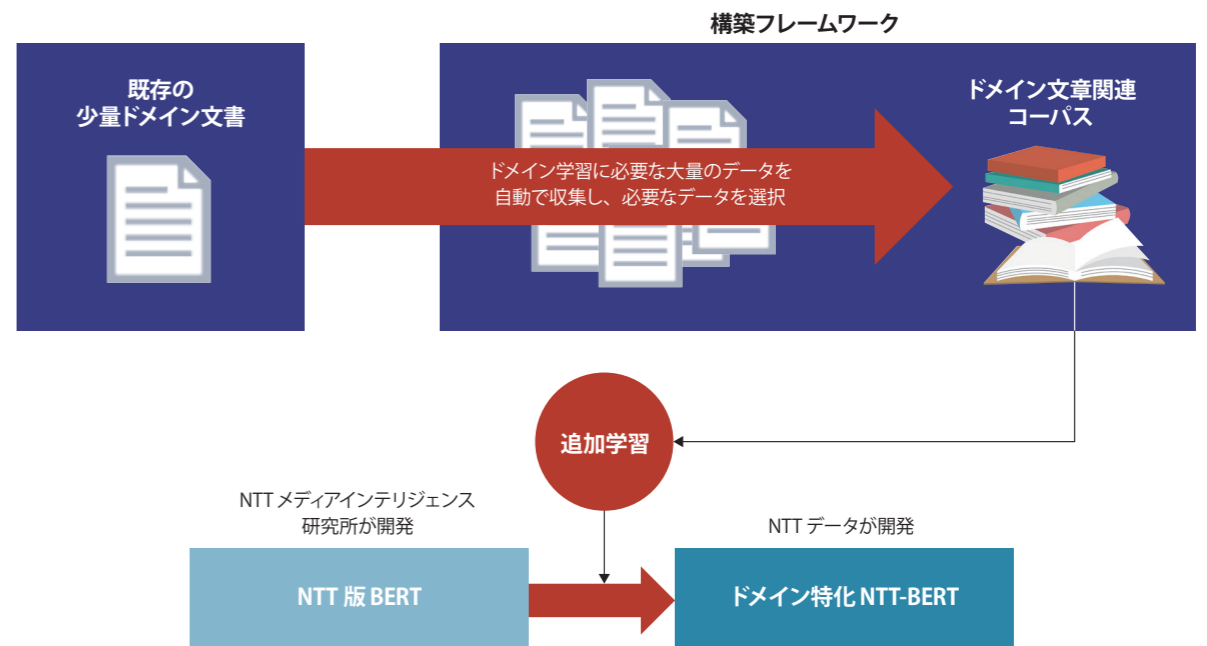 構築フレームワーク
既存の
少量ドメイン文書
ドメイン学習に必要な大量のデータを
自動で収集し、必要なデータを選択
ドメイン文章関連
コーパス
追加学習
NTT メディアインテリジェンス
研究所が開発
NTT 版 BERT
NTT データが開発
ドメイン特化 NTT-BERT